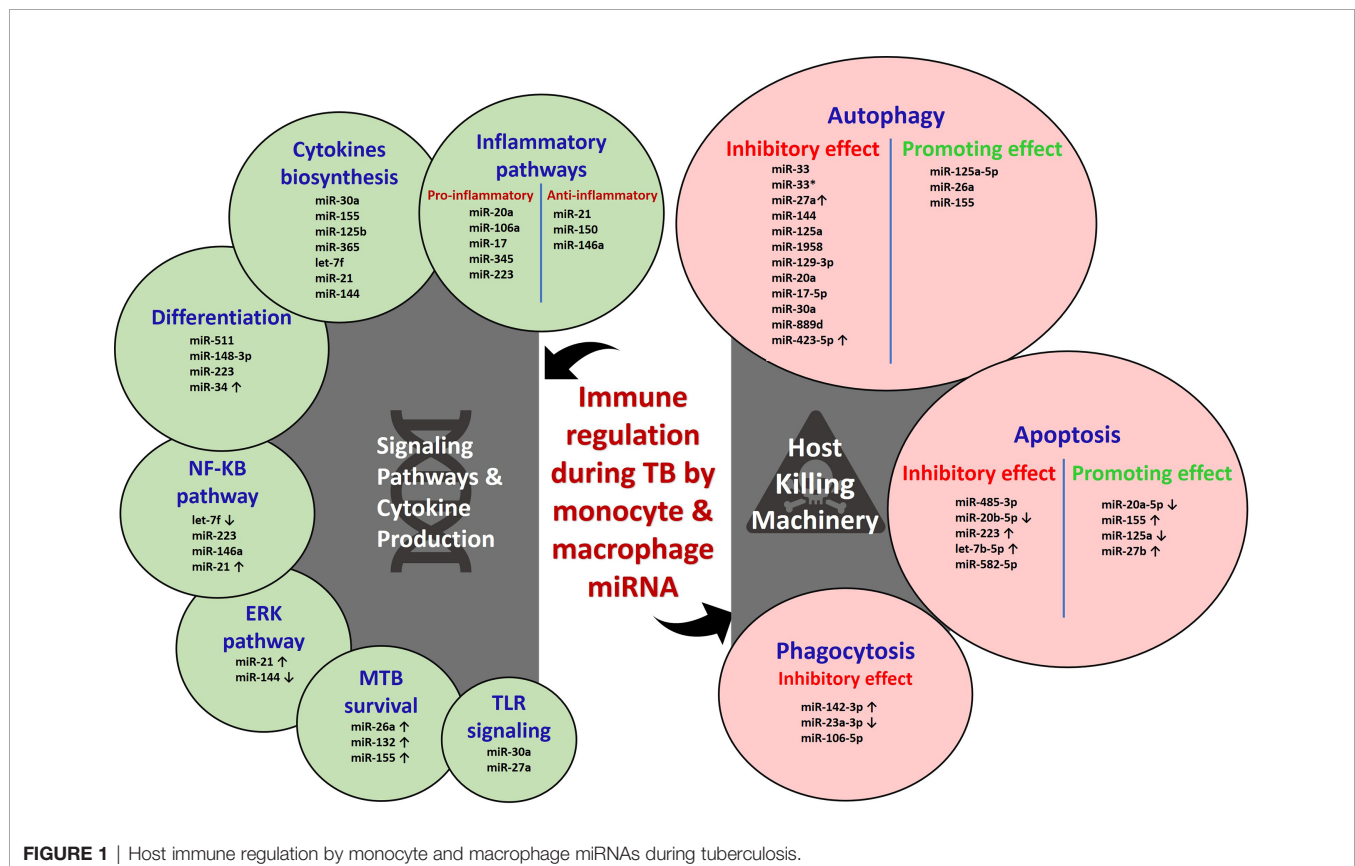 Cytokines
biosynthesis
miR-30a
miR-155
miR-125b
miR-365
let-7f
miR-21
miR-144
Inflammatory
pathways
Pro-inflammatory
miR-20a
miR-106a
miR-17
miR-345
miR-223
Anti-inflammatory
miR-21
miR-150
miR-146a
Differentiation
miR-511
miR-148-3p
miR-223
miR-34 ↑
NF-KB
pathway
let-7f ↓
miR-223
miR-146a
miR-21 ↑
ERK
pathway
miR-21 ↑
miR-144 ↓
MTB
survival
miR-26a ↑
miR-132 ↑
miR-155 ↑
TLR
signaling
miR-30a
miR-27a
Signaling
Pathways &
Cytokine
Production
Immune
regulation
during TB by
monocyte &
macrophage
miRNA
Host
Killing
Machinery
Autophagy
Inhibitory effect
miR-33
miR-33*
miR-27a↑
miR-144
miR-125a
miR-1958
miR-129-3p
miR-20a
miR-17-5p
miR-30a
miR-889d
miR-423-5p ↑
Promoting effect
miR-125a-5p
miR-26a
miR-155
Apoptosis
Inhibitory effect
miR-485-3p
miR-20b-5p ↓
miR-223 ↑
let-7b-5p ↑
miR-582-5p
Promoting effect
miR-20a-5p ↓
miR-155 ↑
miR-125a ↓
miR-27b ↑
Phagocytosis
Inhibitory effect
miR-142-3p ↑
miR-23a-3p ↓
miR-106-5p
FIGURE 1 | Host immune regulation by monocyte and macrophage miRNAs during tuberculosis.